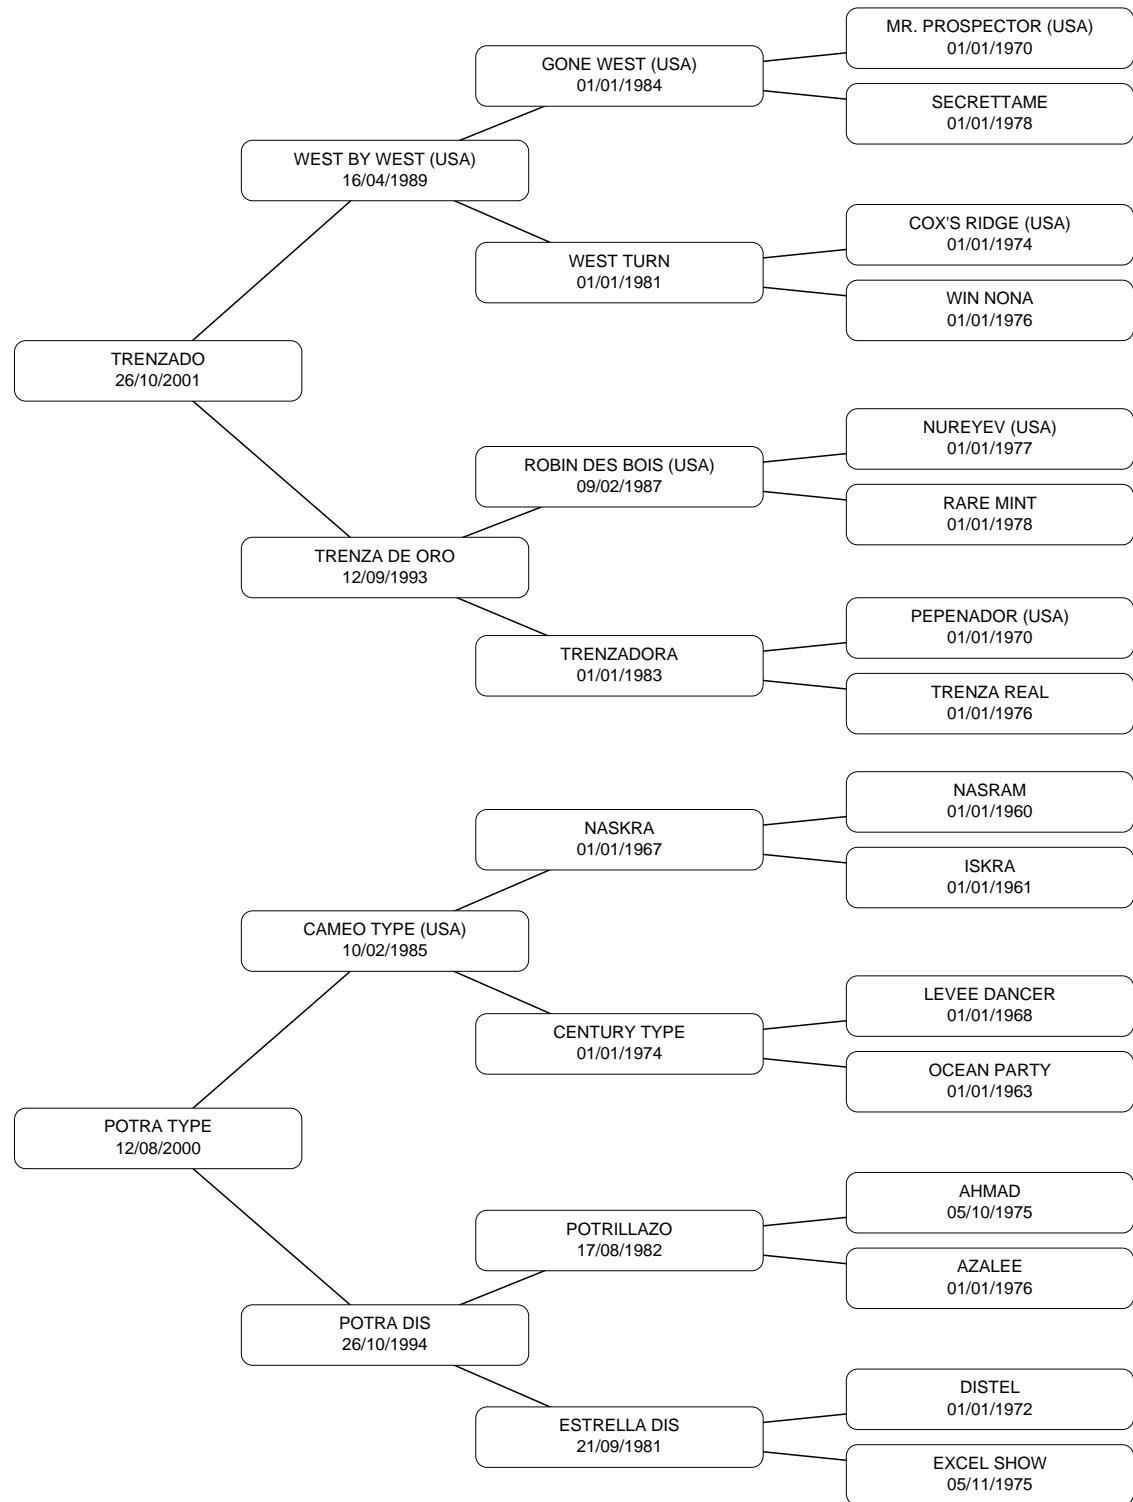 MR. PROSPECTOR (USA)
01/01/1970
GONE WEST (USA)
01/01/1984
SECRETTAME
01/01/1978
WEST BY WEST (USA)
16/04/1989
COX'S RIDGE (USA)
01/01/1974
WEST TURN
01/01/1981
WIN NONA
01/01/1976
TRENZADO
26/10/2001
NUREYEV (USA)
01/01/1977
ROBIN DES BOIS (USA)
09/02/1987
RARE MINT
01/01/1978
TRENZA DE ORO
12/09/1993
PEPENADOR (USA)
01/01/1970
TRENZADORA
01/01/1983
TRENZA REAL
01/01/1976
NASRAM
01/01/1960
NASKRA
01/01/1967
ISKRA
01/01/1961
CAMEO TYPE (USA)
10/02/1985
LEVEE DANCER
01/01/1968
CENTURY TYPE
01/01/1974
OCEAN PARTY
01/01/1963
POTRA TYPE
12/08/2000
AHMAD
05/10/1975
POTRILLAZO
17/08/1982
AZALEE
01/01/1976
POTRA DIS
26/10/1994
DISTEL
01/01/1972
ESTRELLA DIS
21/09/1981
EXCEL SHOW
05/11/1975